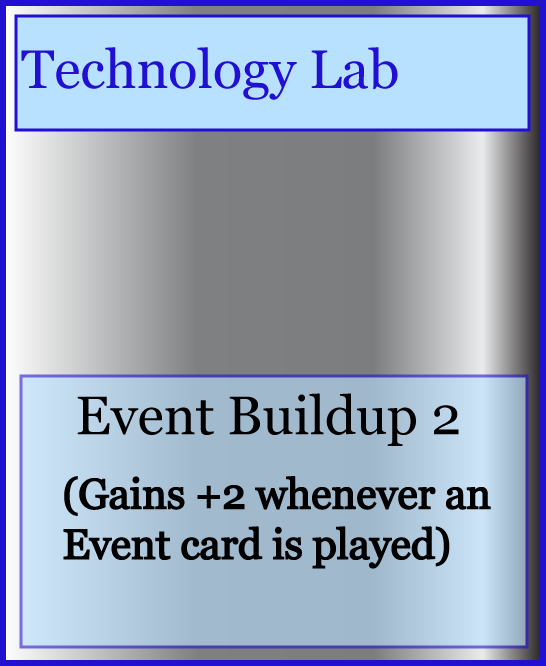 Technology Lab
Event Buildup 2
(Gains +2 whenever an
Event card is played)